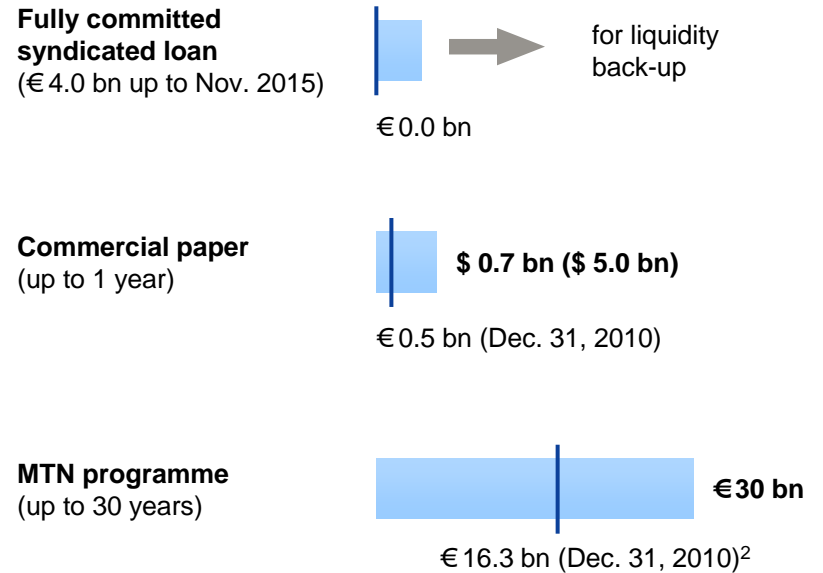 Fully committed
syndicated loan
(€4.0 bn up to Nov. 2015)
for liquidity
back-up
€0.0 bn
Commercial paper
(up to 1 year)
$ 0.7 bn ($ 5.0 bn)
€0.5 bn (Dec. 31, 2010)
MTN programme
(up to 30 years)
€30 bn
€16.3 bn (Dec. 31, 2010)²